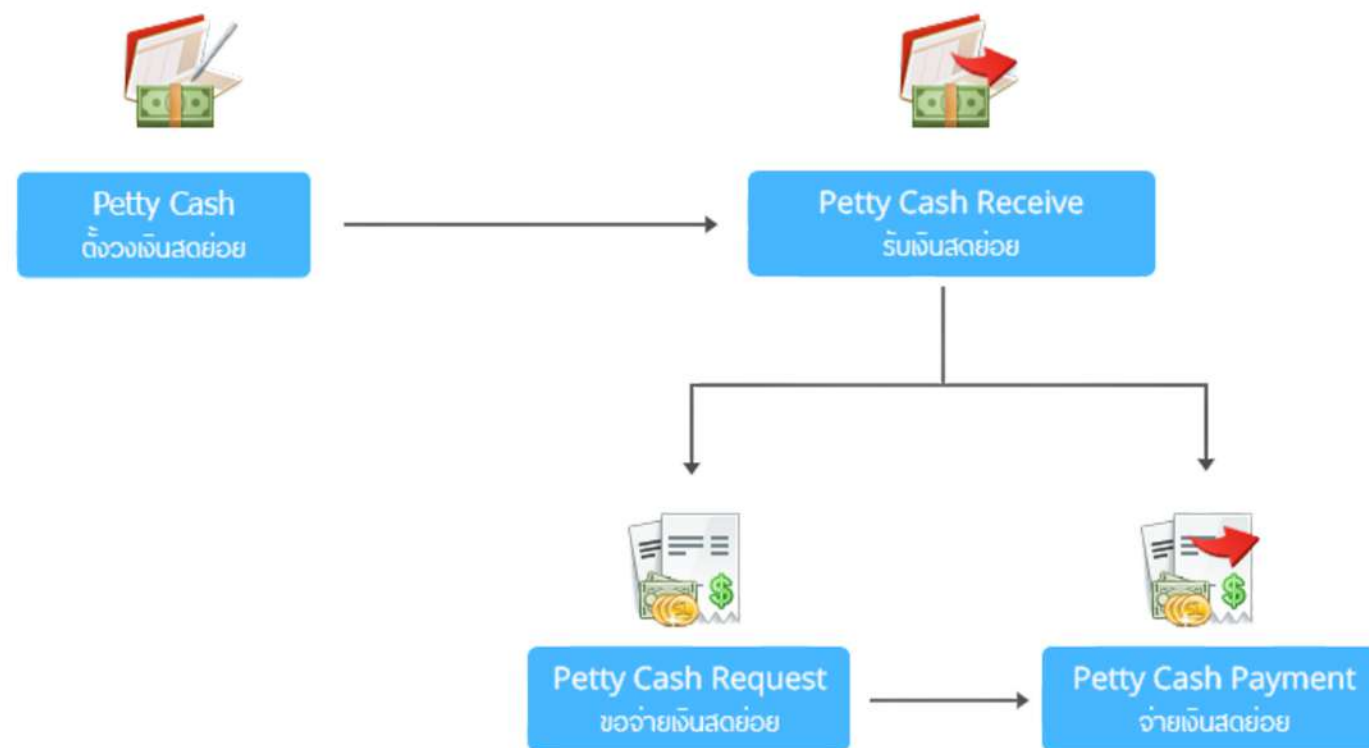 Petty Cash
ตั้งวงเงินสดย่อย
Petty Cash Receive
รับเงินสดย่อย
Petty Cash Request
ขอจ่ายเงินสดย่อย
Petty Cash Payment
จ่ายเงินสดย่อย